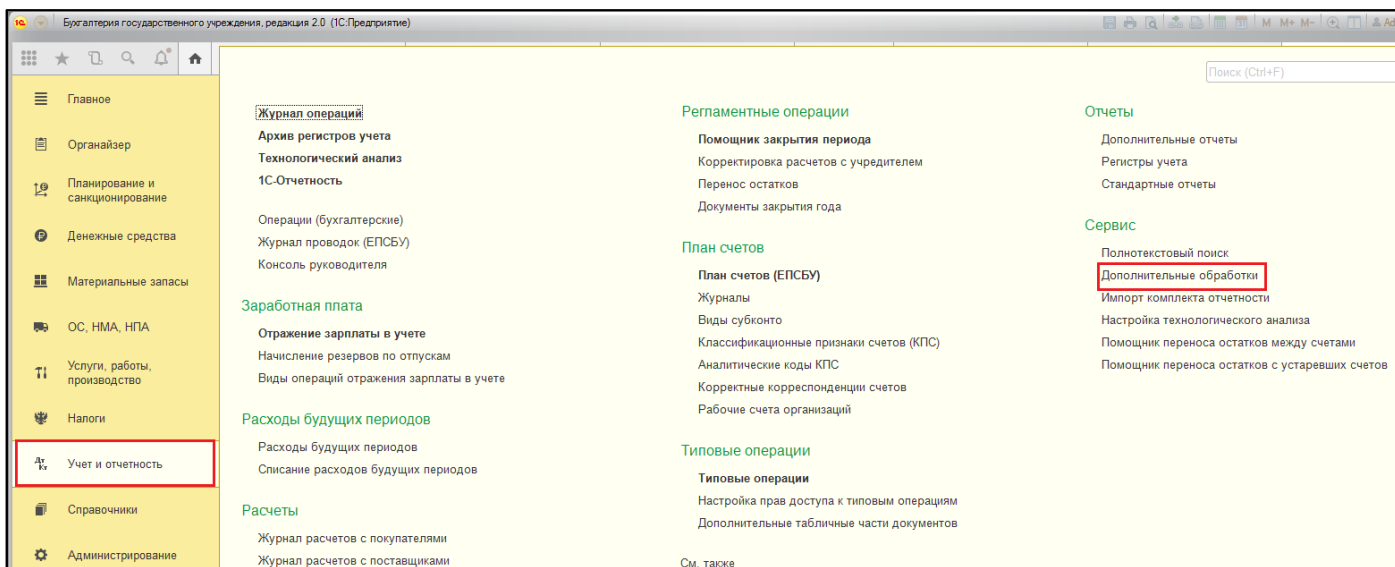 Бухгалтерия государственного учреждения, редакция 2.0 (1С:Предприятие)
M M+ M-
Ad
Поиск (Ctrl+F)
Главное
Органайзер
Планирование и
санкционирование
Денежные средства
Материальные запасы
ОС, НМА, НПА
Услуги, работы,
производство
Налоги
Учет и отчетность
Справочники
Администрирование
Журнал операций
Архив регистров учета
Технологический анализ
1С-Отчетность
Операции (бухгалтерские)
Журнал проводок (ЕПСБУ)
Консоль руководителя
Заработная плата
Отражение зарплаты в учете
Начисление резервов по отпускам
Виды операций отражения зарплаты в учете
Расходы будущих периодов
Расходы будущих периодов
Списание расходов будущих периодов
Расчеты
Журнал расчетов с покупателями
Журнал расчетов с поставщиками
Регламентные операции
Помощник закрытия периода
Корректировка расчетов с учредителем
Перенос остатков
Документы закрытия года
План счетов
План счетов (ЕПСБУ)
Журналы
Виды субконто
Классификационные признаки счетов (КПС)
Аналитические коды КПС
Корректные корреспонденции счетов
Рабочие счета организаций
Типовые операции
Типовые операции
Настройка прав доступа к типовым операциям
Дополнительные табличные части документов
См. также
Отчеты
Дополнительные отчеты
Регистры учета
Стандартные отчеты
Сервис
Полнотекстовый поиск
Дополнительные обработки
Импорт комплекта отчетности
Настройка технологического анализа
Помощник переноса остатков между счетами
Помощник переноса остатков с устаревших счетов